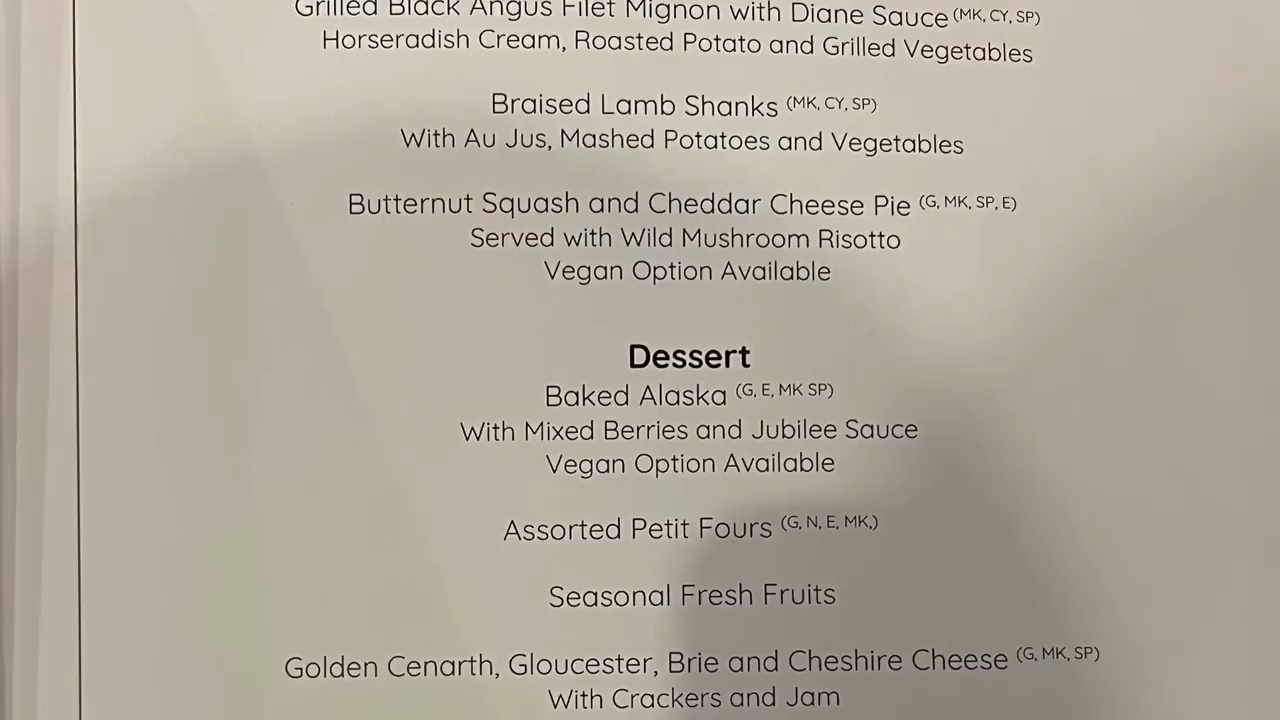 Grilled Black Angus Filet Mignon with Diane Sauce (MK, CY, SP)
Horseradish Cream, Roasted Potato and Grilled Vegetables
Braised Lamb Shanks (MK, CY, SP)
With Au Jus, Mashed Potatoes and Vegetables
Butternut Squash and Cheddar Cheese Pie (G, MK, SP, E)
Served with Wild Mushroom Risotto
Vegan Option Available
Dessert
Baked Alaska (G, E, MK SP)
With Mixed Berries and Jubilee Sauce
Vegan Option Available
Assorted Petit Fours (G, N, E, MK,)
Seasonal Fresh Fruits
Golden Cenarth, Gloucester, Brie and Cheshire Cheese (G, MK, SP)
With Crackers and Jam